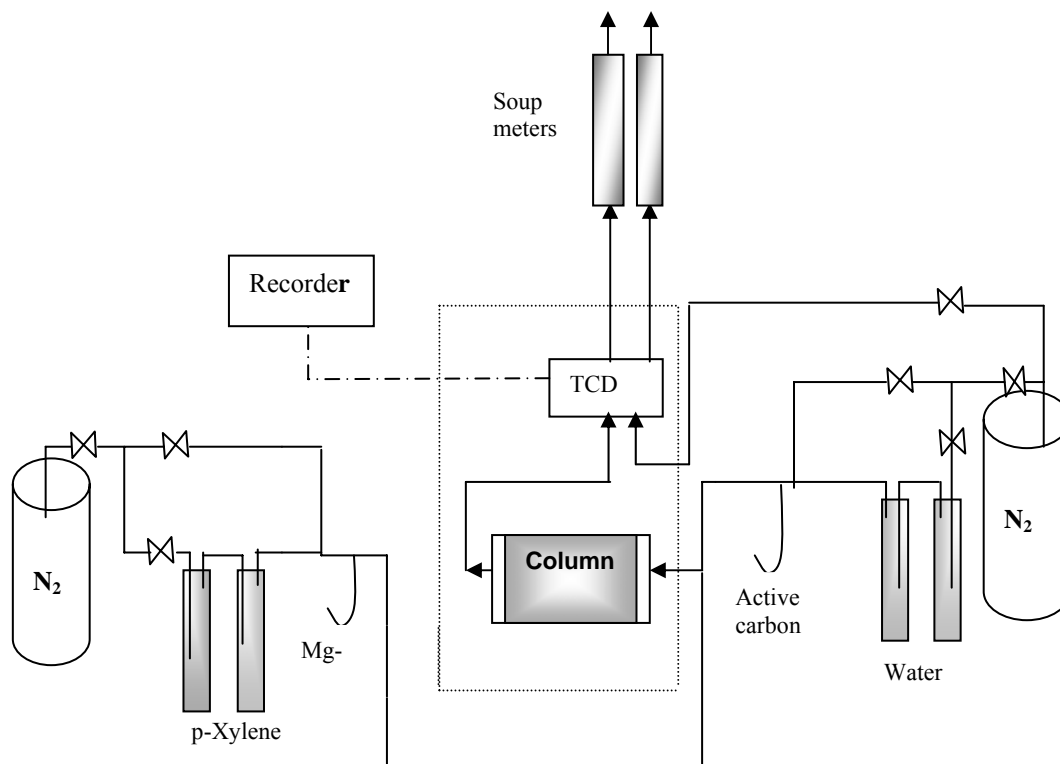 Soup
meters
Recorder
TCD
N₂
Column
N₂
Active
carbon
Mg-
Water
p-Xylene